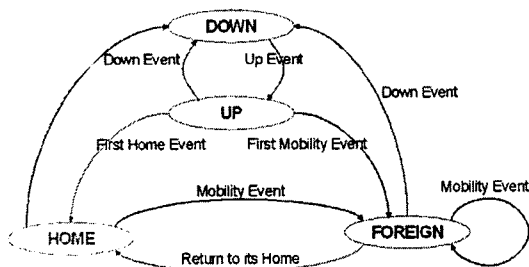 DOWN
Down Event
Up Event
Down Event
UP
First Home Event
First Mobility Event
Mobility Event
Mobility Event
HOME
FOREIGN
Return to its Home